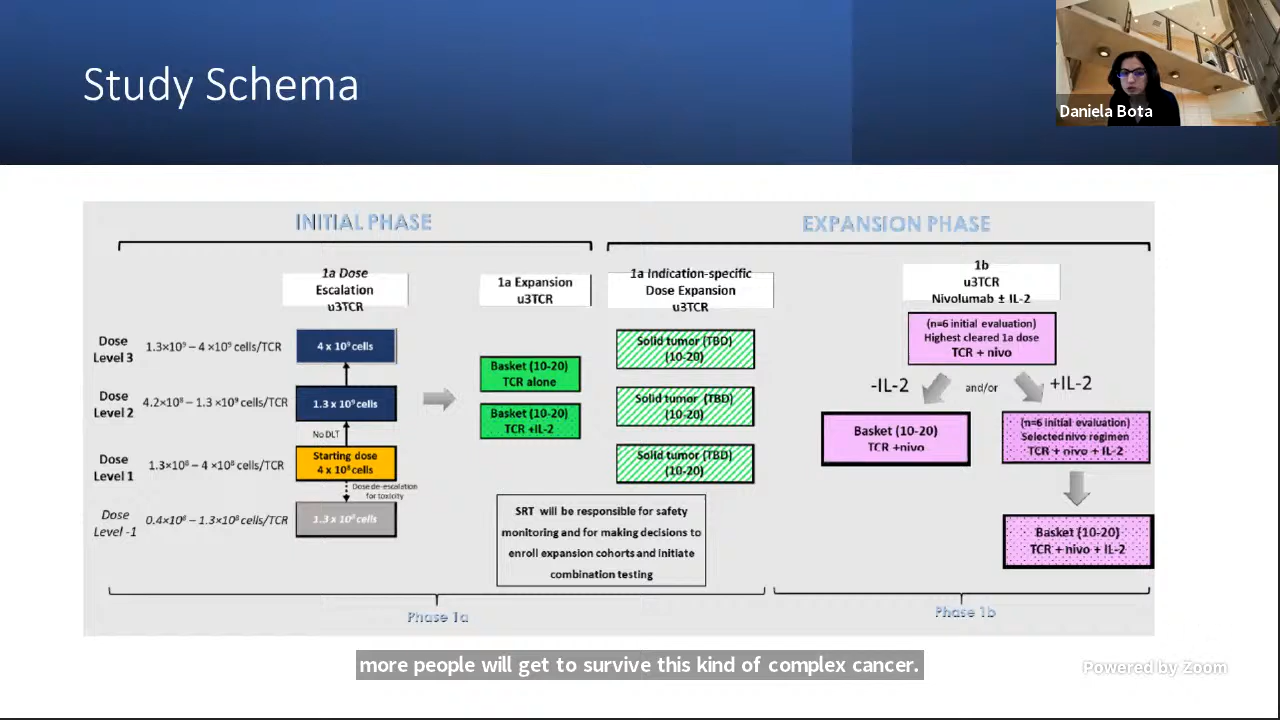 Study Schema
Daniela Bota
INITIAL PHASE
EXPANSION PHASE
1a Dose
Escalation
u3TCR
1a Expansion
u3TCR
1a Indication-specific
Dose Expansion
u3TCR
1b
u3TCR
Nivolumab ± IL-2
Dose
Level 3
1.3×10⁹ – 4 ×10⁹ cells/TCR
4 x 10⁹ cells
Dose
Level 2
4.2×10⁸ – 1.3 ×10⁹ cells/TCR
1.3 x 10⁹ cells
No DLT
Dose
Level 1
1.3×10⁸ – 4 ×10⁸ cells/TCR
Starting dose
4 x 10⁸ cells
Dose de-escalation
for toxicity
Dose
Level -1
0.4×10⁸ – 1.3×10⁸ cells/TCR
1.3 x 10⁸ cells
Basket (10-20)
TCR alone
Basket (10-20)
TCR +IL-2
Solid tumor (TBD)
(10-20)
Solid tumor (TBD)
(10-20)
Solid tumor (TBD)
(10-20)
SRT will be responsible for safety
monitoring and for making decisions to
enroll expansion cohorts and initiate
combination testing
(n=6 initial evaluation)
Highest cleared 1a dose
TCR + nivo
-IL-2
and/or
+IL-2
Basket (10-20)
TCR +nivo
(n=6 initial evaluation)
Selected nivo regimen
TCR + nivo + IL-2
Basket (10-20)
TCR + nivo + IL-2
Phase 1a
Phase 1b
more people will get to survive this kind of complex cancer.
Powered by Zoom